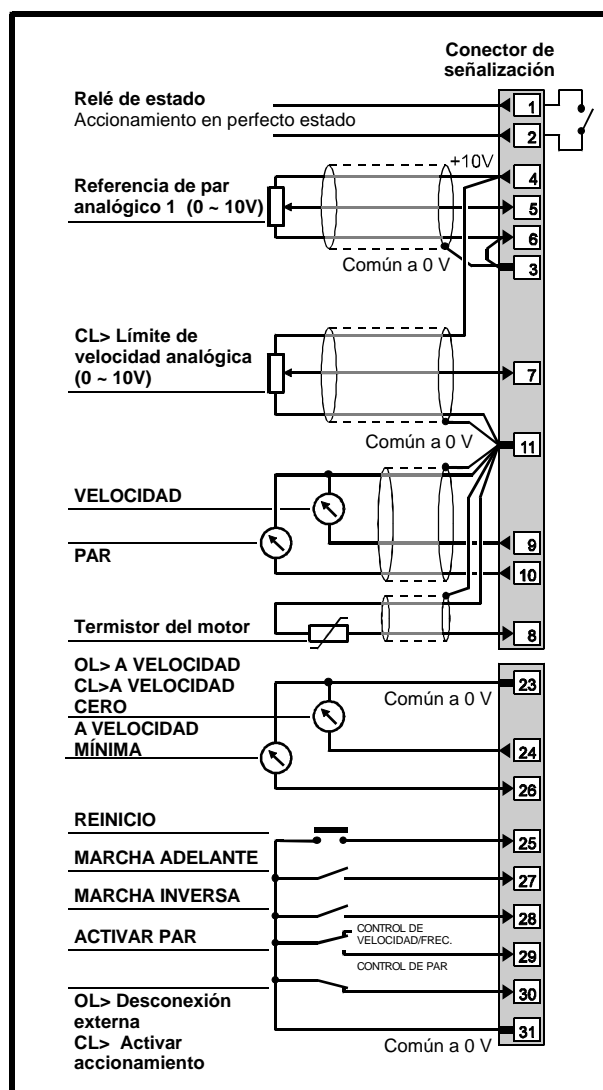 Conector de
señalización
Relé de estado
Accionamiento en perfecto estado
1
2
+10V
4
Referencia de par
analógico 1 (0 ~ 10V)
5
6
Común a 0 V
3
CL> Límite de
velocidad analógica
(0 ~ 10V)
7
Común a 0 V
11
VELOCIDAD
9
PAR
10
Termistor del motor
8
OL> A VELOCIDAD
CL>A VELOCIDAD
CERO
Común a 0 V
23
A VELOCIDAD
MÍNIMA
24
26
REINICIO
25
MARCHA ADELANTE
27
MARCHA INVERSA
28
ACTIVAR PAR
CONTROL DE
VELOCIDAD/FREC.
29
CONTROL DE PAR
30
OL> Desconexión
externa
CL> Activar
accionamiento
Común a 0 V
31